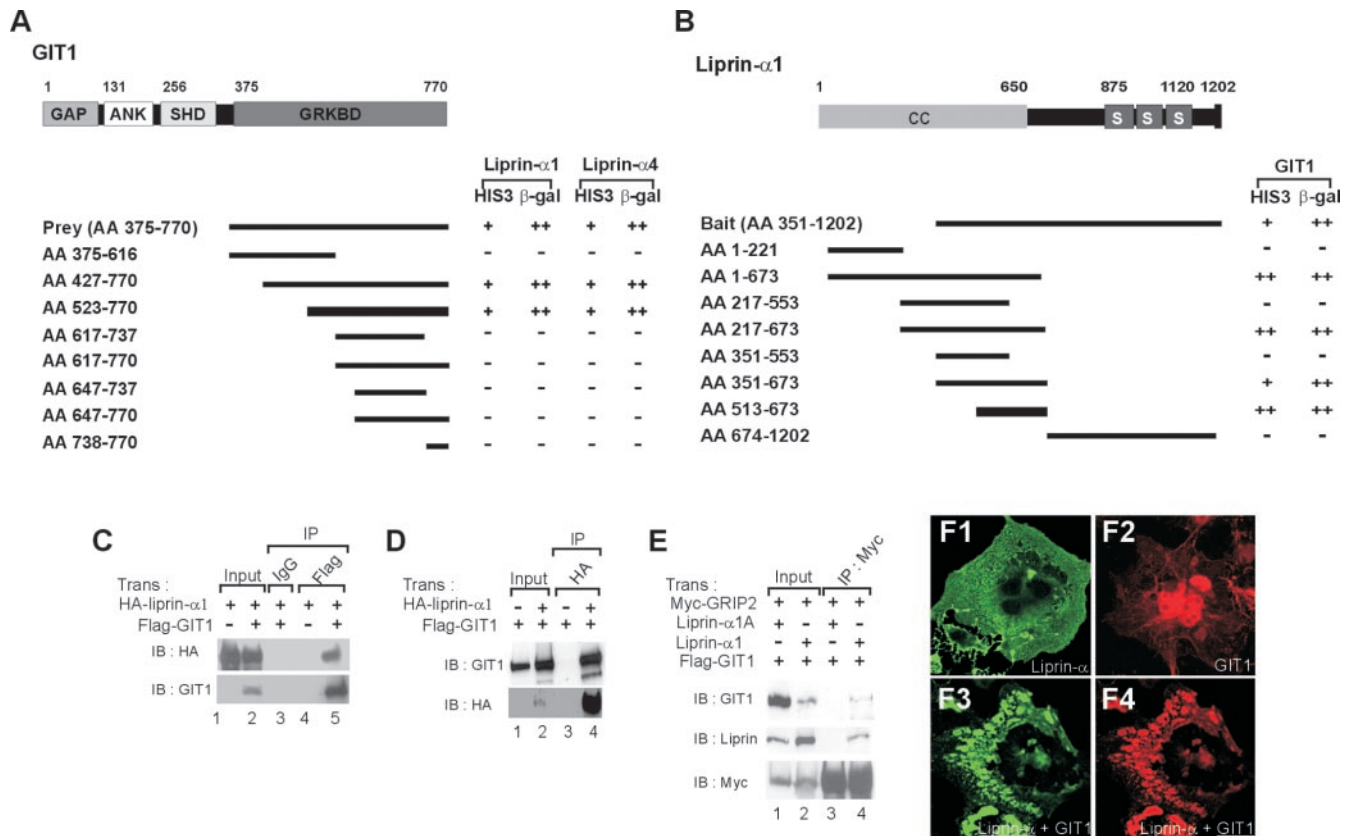 A
GIT1
1 131 256 375 770
GAP ANK SHD GRKBD
Liprin-α1 Liprin-α4
HIS3 β-gal HIS3 β-gal
Prey (AA 375-770) + ++ + ++
AA 375-616 - - - -
AA 427-770 + ++ + ++
AA 523-770 + ++ + ++
AA 617-737 - - - -
AA 617-770 - - - -
AA 647-737 - - - -
AA 647-770 - - - -
AA 738-770 - - - -
B
Liprin-α1
1 650 875 1120 1202
CC S S S
GIT1
HIS3 β-gal
Bait (AA 351-1202) + ++
AA 1-221 - -
AA 1-673 ++ ++
AA 217-553 - -
AA 217-673 ++ ++
AA 351-553 - -
AA 351-673 + ++
AA 513-673 ++ ++
AA 674-1202 - -
C
IP
Trans : Input IgG Flag
HA-liprin-α1 + + + + +
Flag-GIT1 - + + - +
IB : HA
IB : GIT1
1 2 3 4 5
D
IP
Trans : Input HA
HA-liprin-α1 - + - +
Flag-GIT1 + + + +
IB : GIT1
IB : HA
1 2 3 4
E
Trans : Input IP : Myc
Myc-GRIP2 + + + +
Liprin-α1A + - + -
Liprin-α1 - + - +
Flag-GIT1 + + + +
IB : GIT1
IB : Liprin
IB : Myc
1 2 3 4
F1
Liprin-α
F2
GIT1
F3
Liprin-α + GIT1
F4
Liprin-α + GIT1